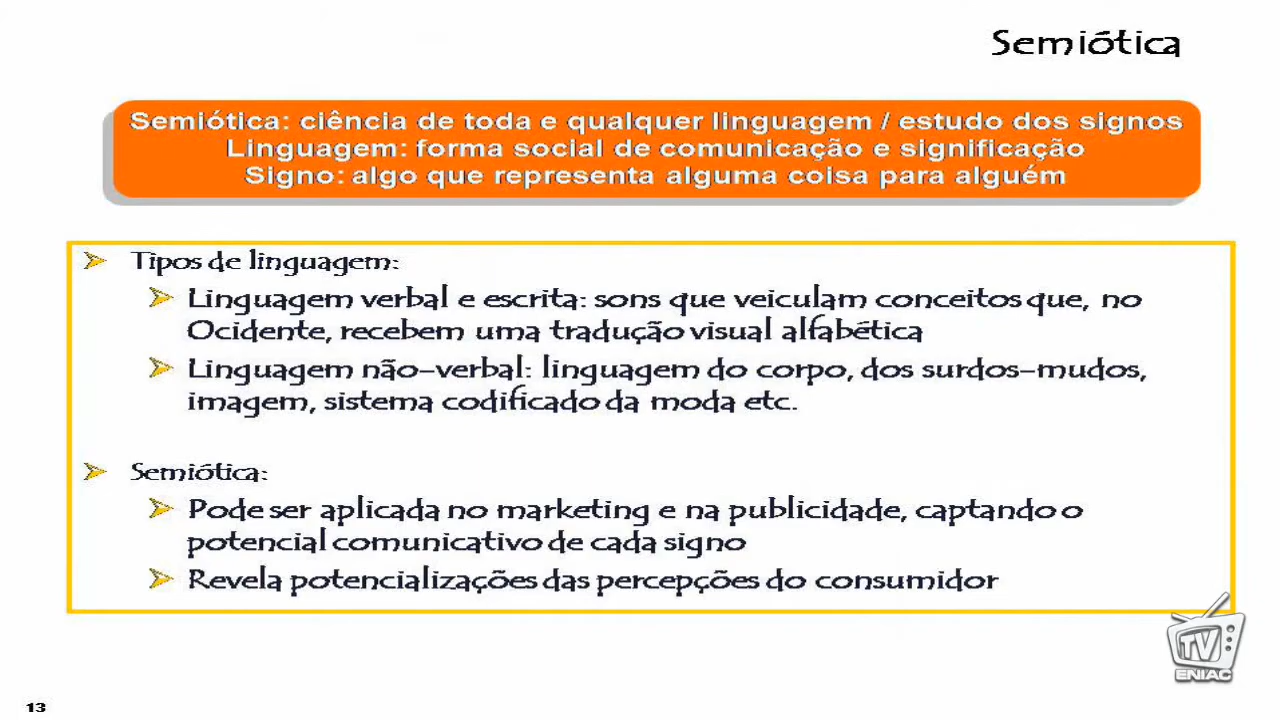 Semiótica
Semiótica: ciência de toda e qualquer linguagem / estudo dos signos
Linguagem: forma social de comunicação e significação
Signo: algo que representa alguma coisa para alguém
Tipos de linguagem:
Linguagem verbal e escrita: sons que veiculam conceitos que, no
Ocidente, recebem uma tradução visual alfabética
Linguagem não-verbal: linguagem do corpo, dos surdos-mudos,
imagem, sistema codificado da moda etc.
Semiótica:
Pode ser aplicada no marketing e na publicidade, captando o
potencial comunicativo de cada signo
Revela potencializações das percepções do consumidor
TV
ENIAC
13